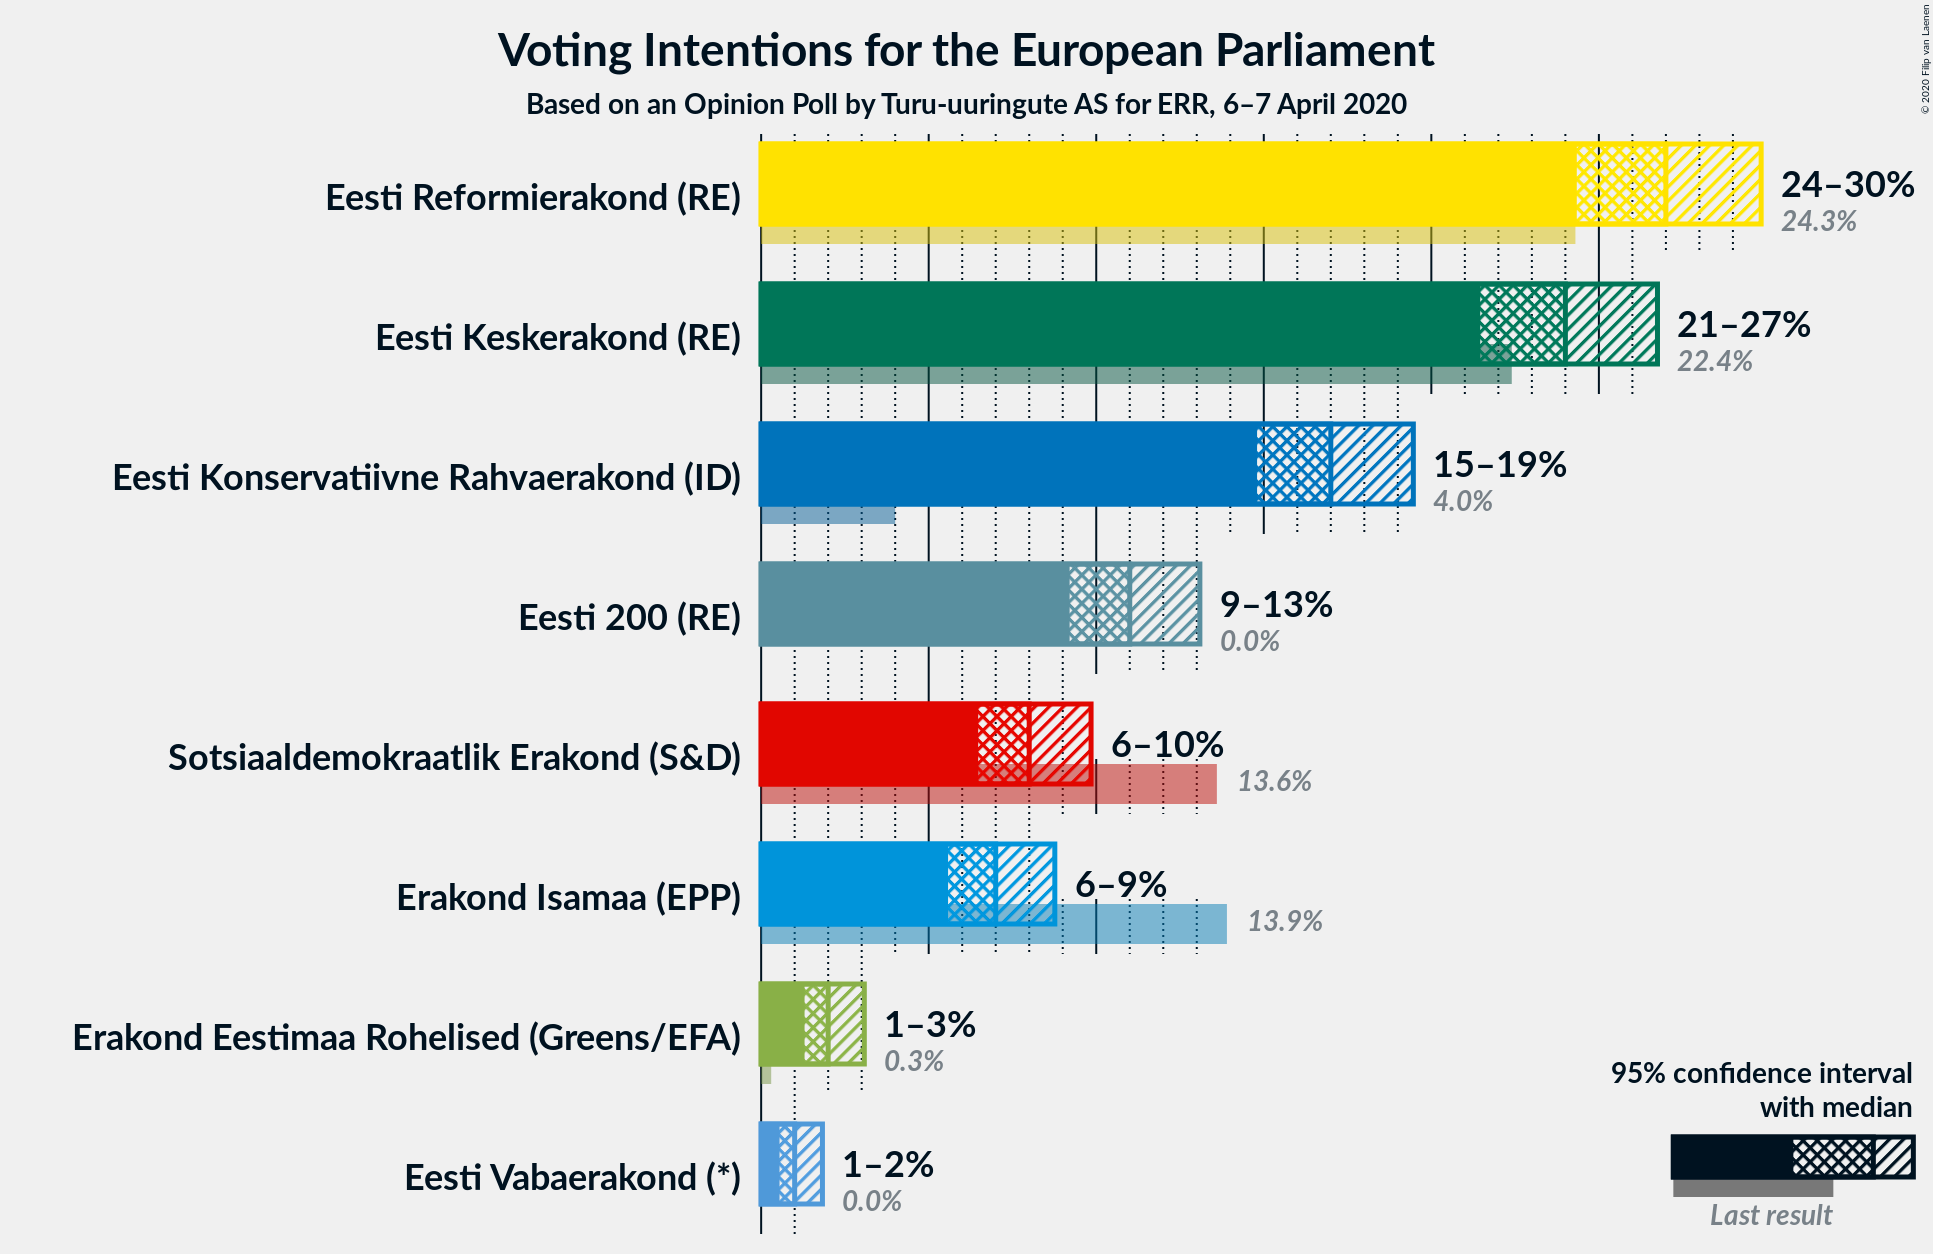 Voting Intentions for the European Parliament
Based on an Opinion Poll by Turu-uuringute AS for ERR, 6–7 April 2020
© 2020 Filip van Laenen
Eesti Reformierakond (RE)
24–30%
24.3%
Eesti Keskerakond (RE)
21–27%
22.4%
Eesti Konservatiivne Rahvaerakond (ID)
15–19%
4.0%
Eesti 200 (RE)
9–13%
0.0%
Sotsiaaldemokraatlik Erakond (S&D)
6–10%
13.6%
Erakond Isamaa (EPP)
6–9%
13.9%
Erakond Eestimaa Rohelised (Greens/EFA)
1–3%
0.3%
Eesti Vabaerakond (*)
1–2%
0.0%
95% confidence interval
with median
Last result